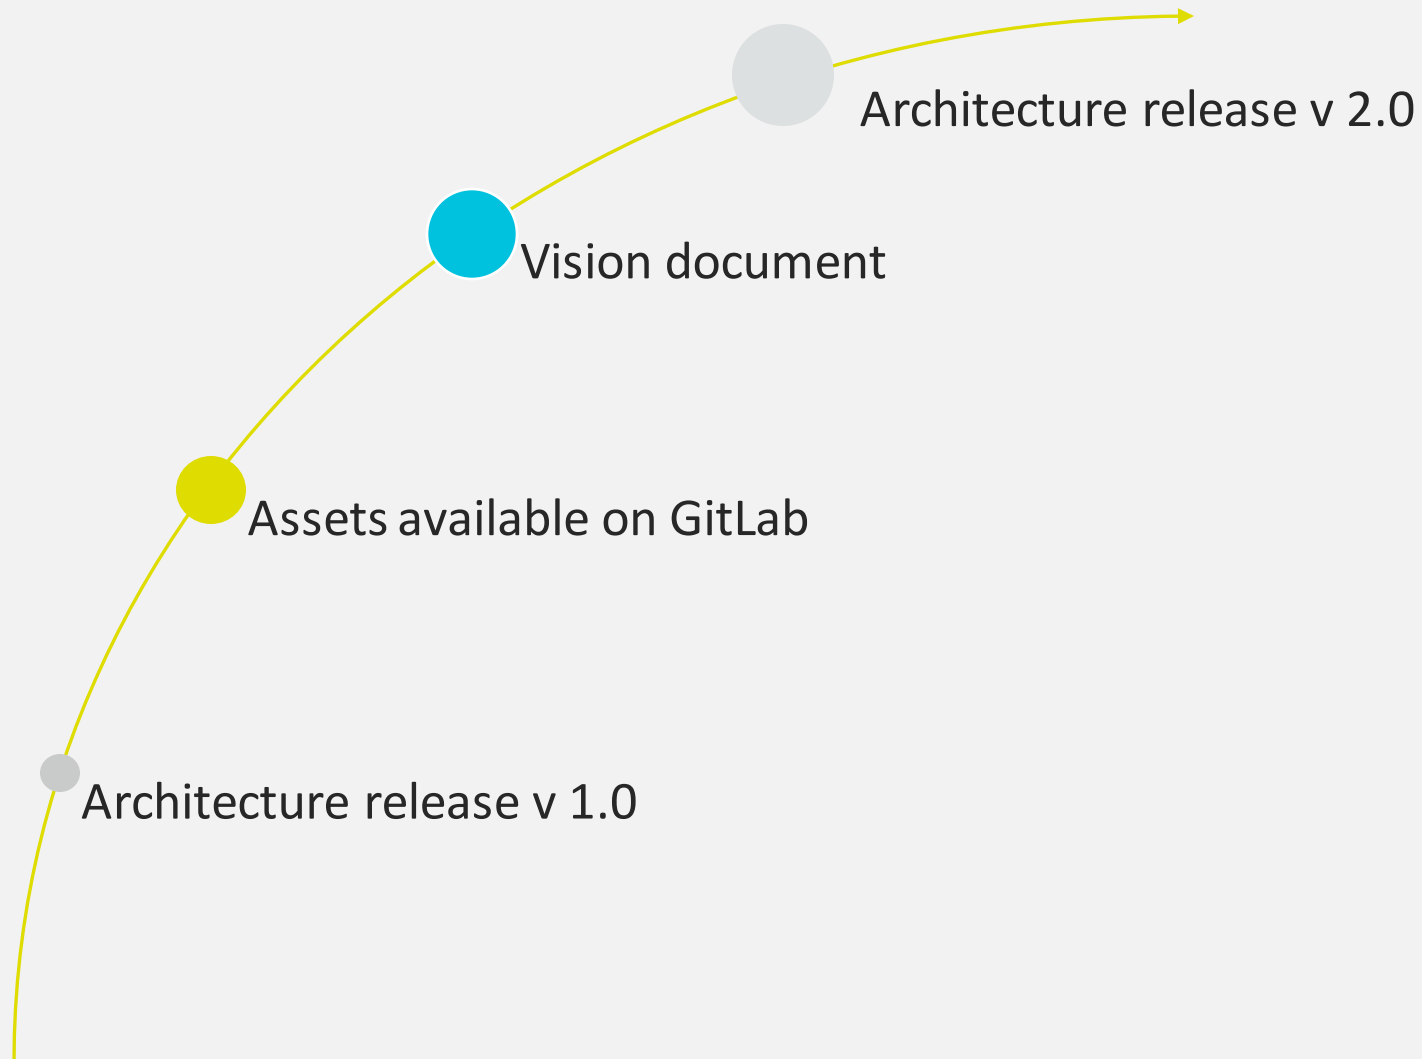 Architecture release v 2.0
Vision document
Assets available on GitLab
Architecture release v 1.0